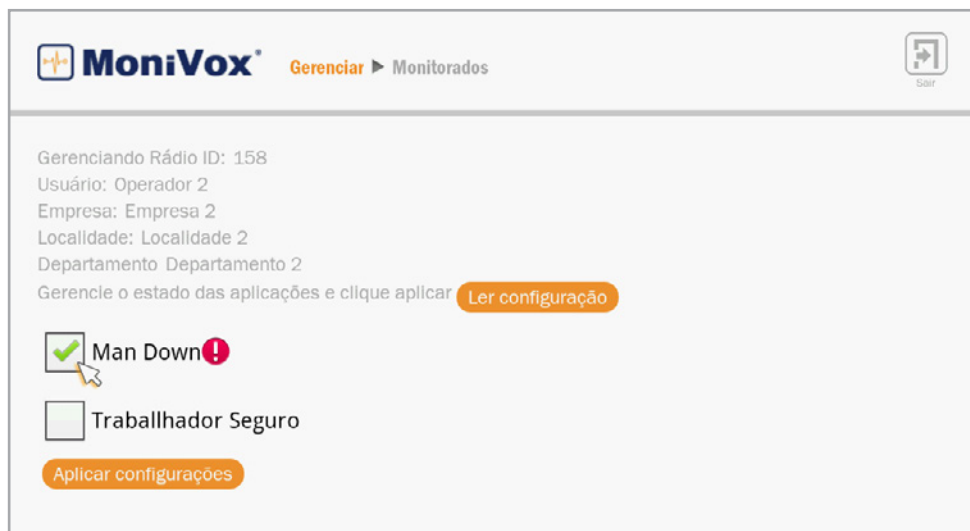 MoniVox® Gerenciar ▶ Monitorados
Sair
Gerenciando Rádio ID: 158
Usuário: Operador 2
Empresa: Empresa 2
Localidade: Localidade 2
Departamento Departamento 2
Gerencie o estado das aplicações e clique aplicar Ler configuração
Man Down
Traballhador Seguro
Aplicar configurações